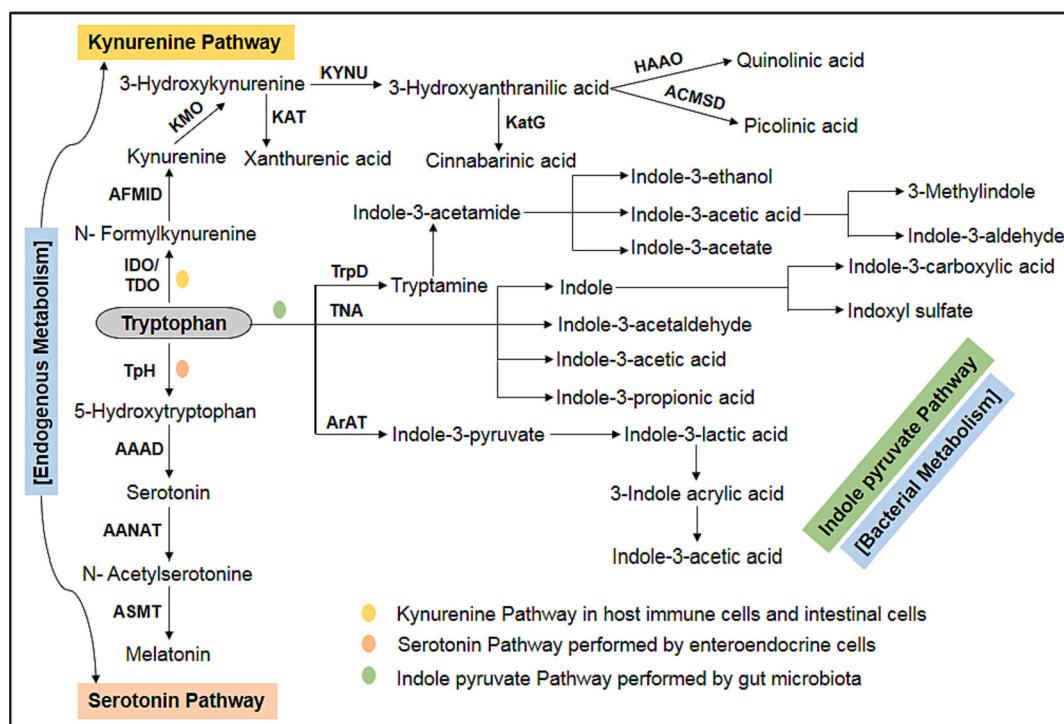 Kynurenine Pathway
3-Hydroxykynurenine
KYNU
3-Hydroxyanthranilic acid
HAAO
Quinolinic acid
ACMSD
Picolinic acid
KMO
KAT
KatG
Kynurenine
Xanthurenic acid
Cinnabarinic acid
AFMID
N- Formylkynurenine
IDO/
TDO
Indole-3-acetamide
Indole-3-ethanol
Indole-3-acetic acid
Indole-3-acetate
3-Methylindole
Indole-3-aldehyde
TrpD
Tryptamine
Indole
Indole-3-carboxylic acid
Indoxyl sulfate
Tryptophan
TNA
Indole-3-acetaldehyde
Indole-3-acetic acid
Indole-3-propionic acid
ArAT
Indole-3-pyruvate
Indole-3-lactic acid
3-Indole acrylic acid
Indole-3-acetic acid
TpH
5-Hydroxytryptophan
AAAD
Serotonin
AANAT
N- Acetylserotonine
ASMT
Melatonin
Serotonin Pathway
[Endogenous Metabolism]
Indole pyruvate Pathway
[Bacterial Metabolism]
Kynurenine Pathway in host immune cells and intestinal cells
Serotonin Pathway performed by enteroendocrine cells
Indole pyruvate Pathway performed by gut microbiota